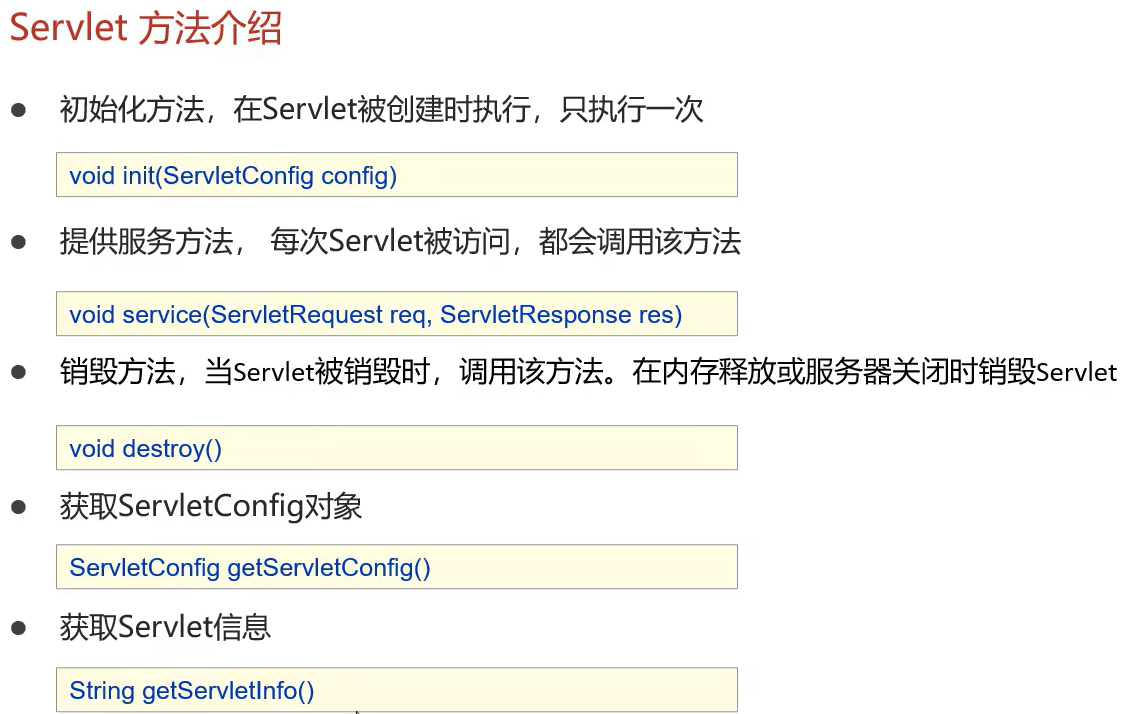 Servlet 方法介绍
● 初始化方法，在Servlet被创建时执行，只执行一次
void init(ServletConfig config)
● 提供服务方法， 每次Servlet被访问，都会调用该方法
void service(ServletRequest req, ServletResponse res)
● 销毁方法，当Servlet被销毁时，调用该方法。在内存释放或服务器关闭时销毁Servlet
void destroy()
● 获取ServletConfig对象
ServletConfig getServletConfig()
● 获取Servlet信息
String getServletInfo()